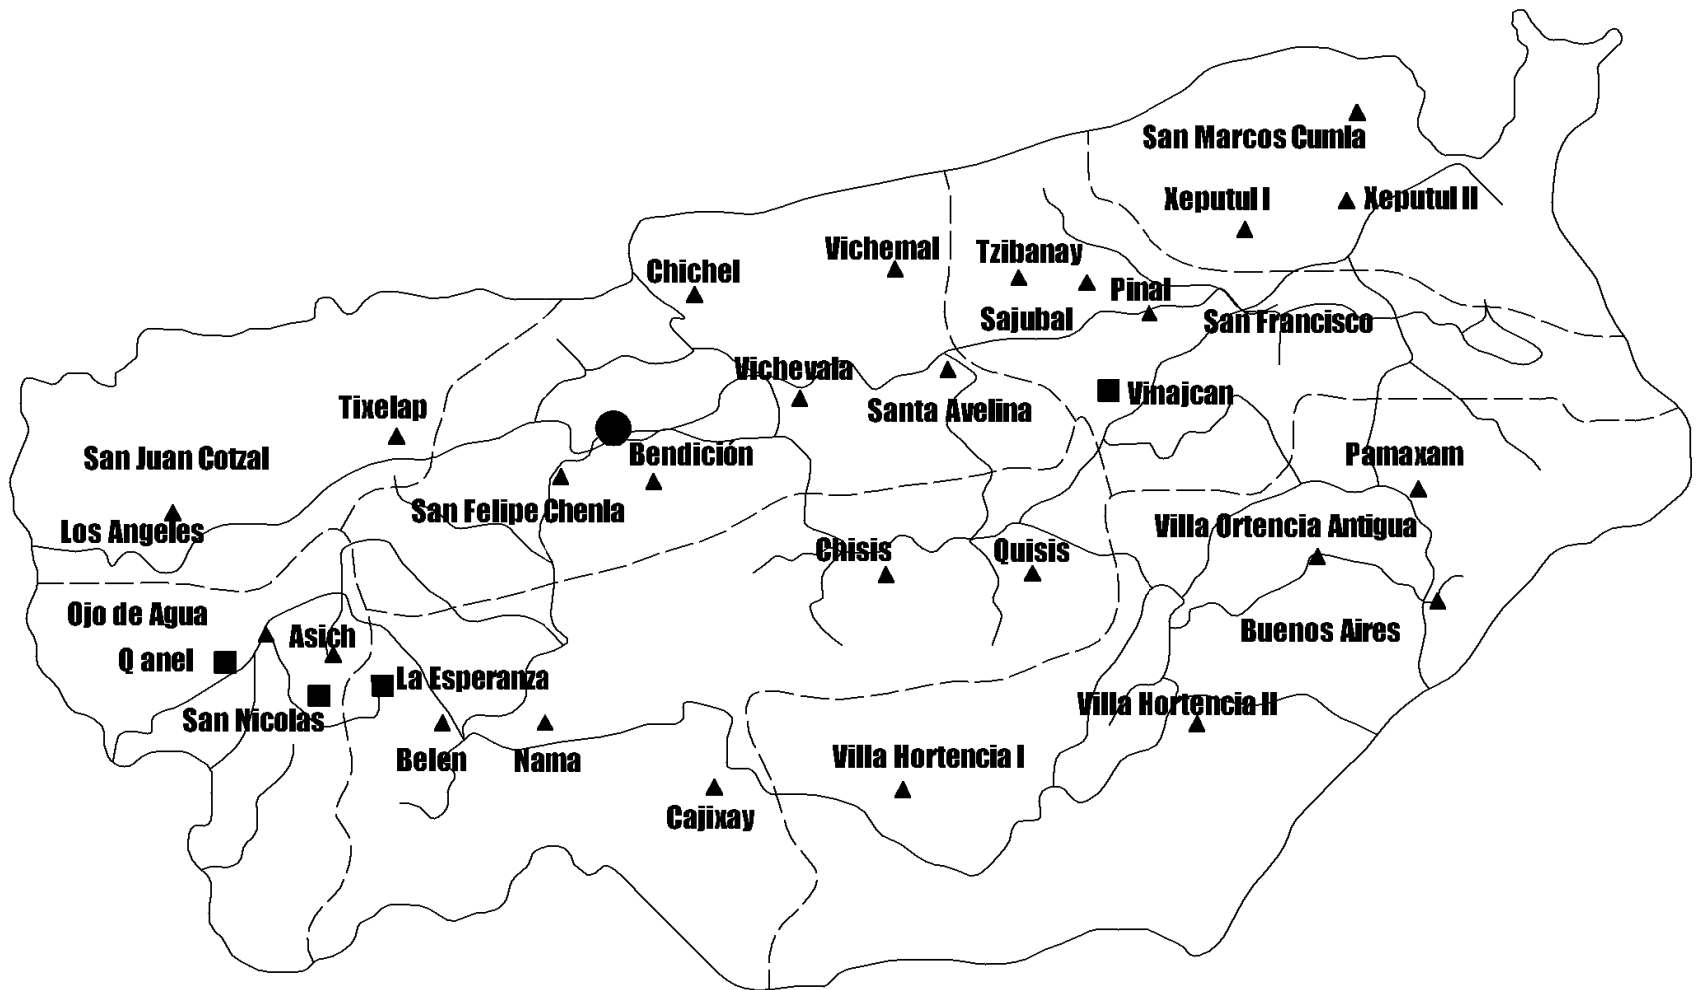 San Marcos Cumla
Xeputul I
Xeputul II
Vichemal
Tzibanay
Chichel
Pinal
Sajubal
San Francisco
Vichevala
Vinajcan
Tixelap
Santa Avelina
San Juan Cotzal
Bendición
Pamaxam
San Felipe Chenla
Los Angeles
Villa Ortencia Antigua
Chisis
Quisis
Ojo de Agua
Asich
Buenos Aires
Q anel
La Esperanza
San Nicolas
Villa Hortencia II
Belen
Nama
Villa Hortencia I
Cajixay